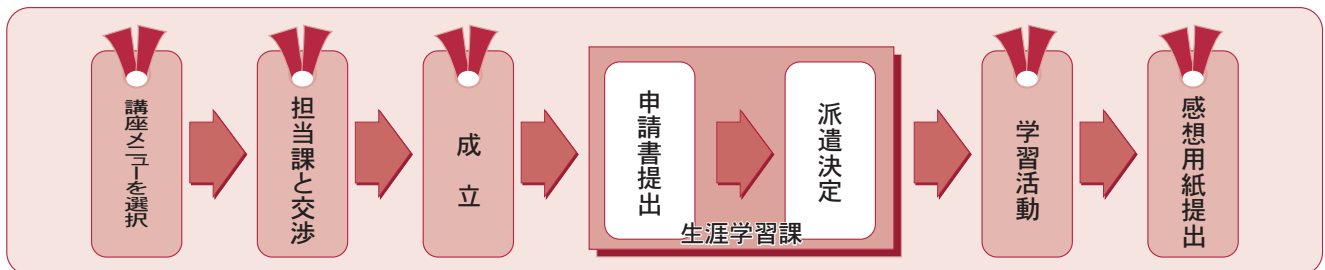 講座メニューを選択
担当課と交渉
成立
申請書提出
派遣決定
生涯学習課
学習活動
感想用紙提出